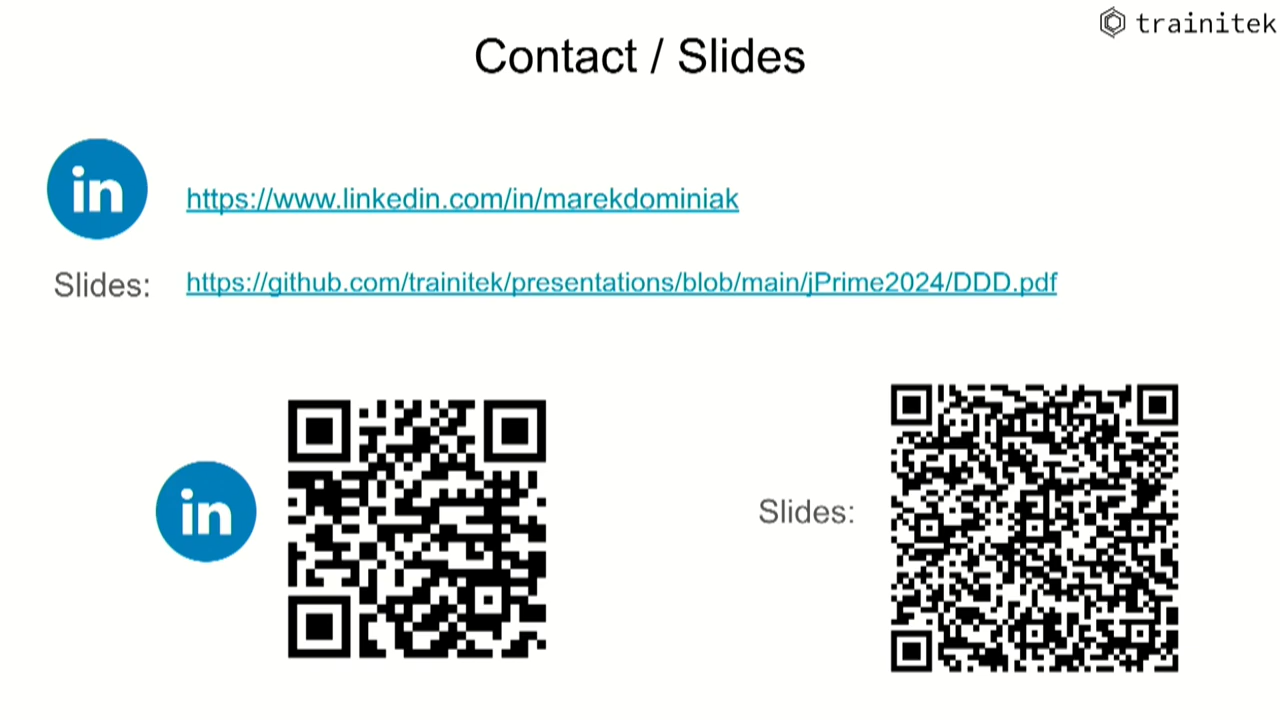 trainitek
Contact / Slides
in
https://www.linkedin.com/in/marekdominiak
Slides:
https://github.com/trainitek/presentations/blob/main/jPrime2024/DDD.pdf
in
Slides: